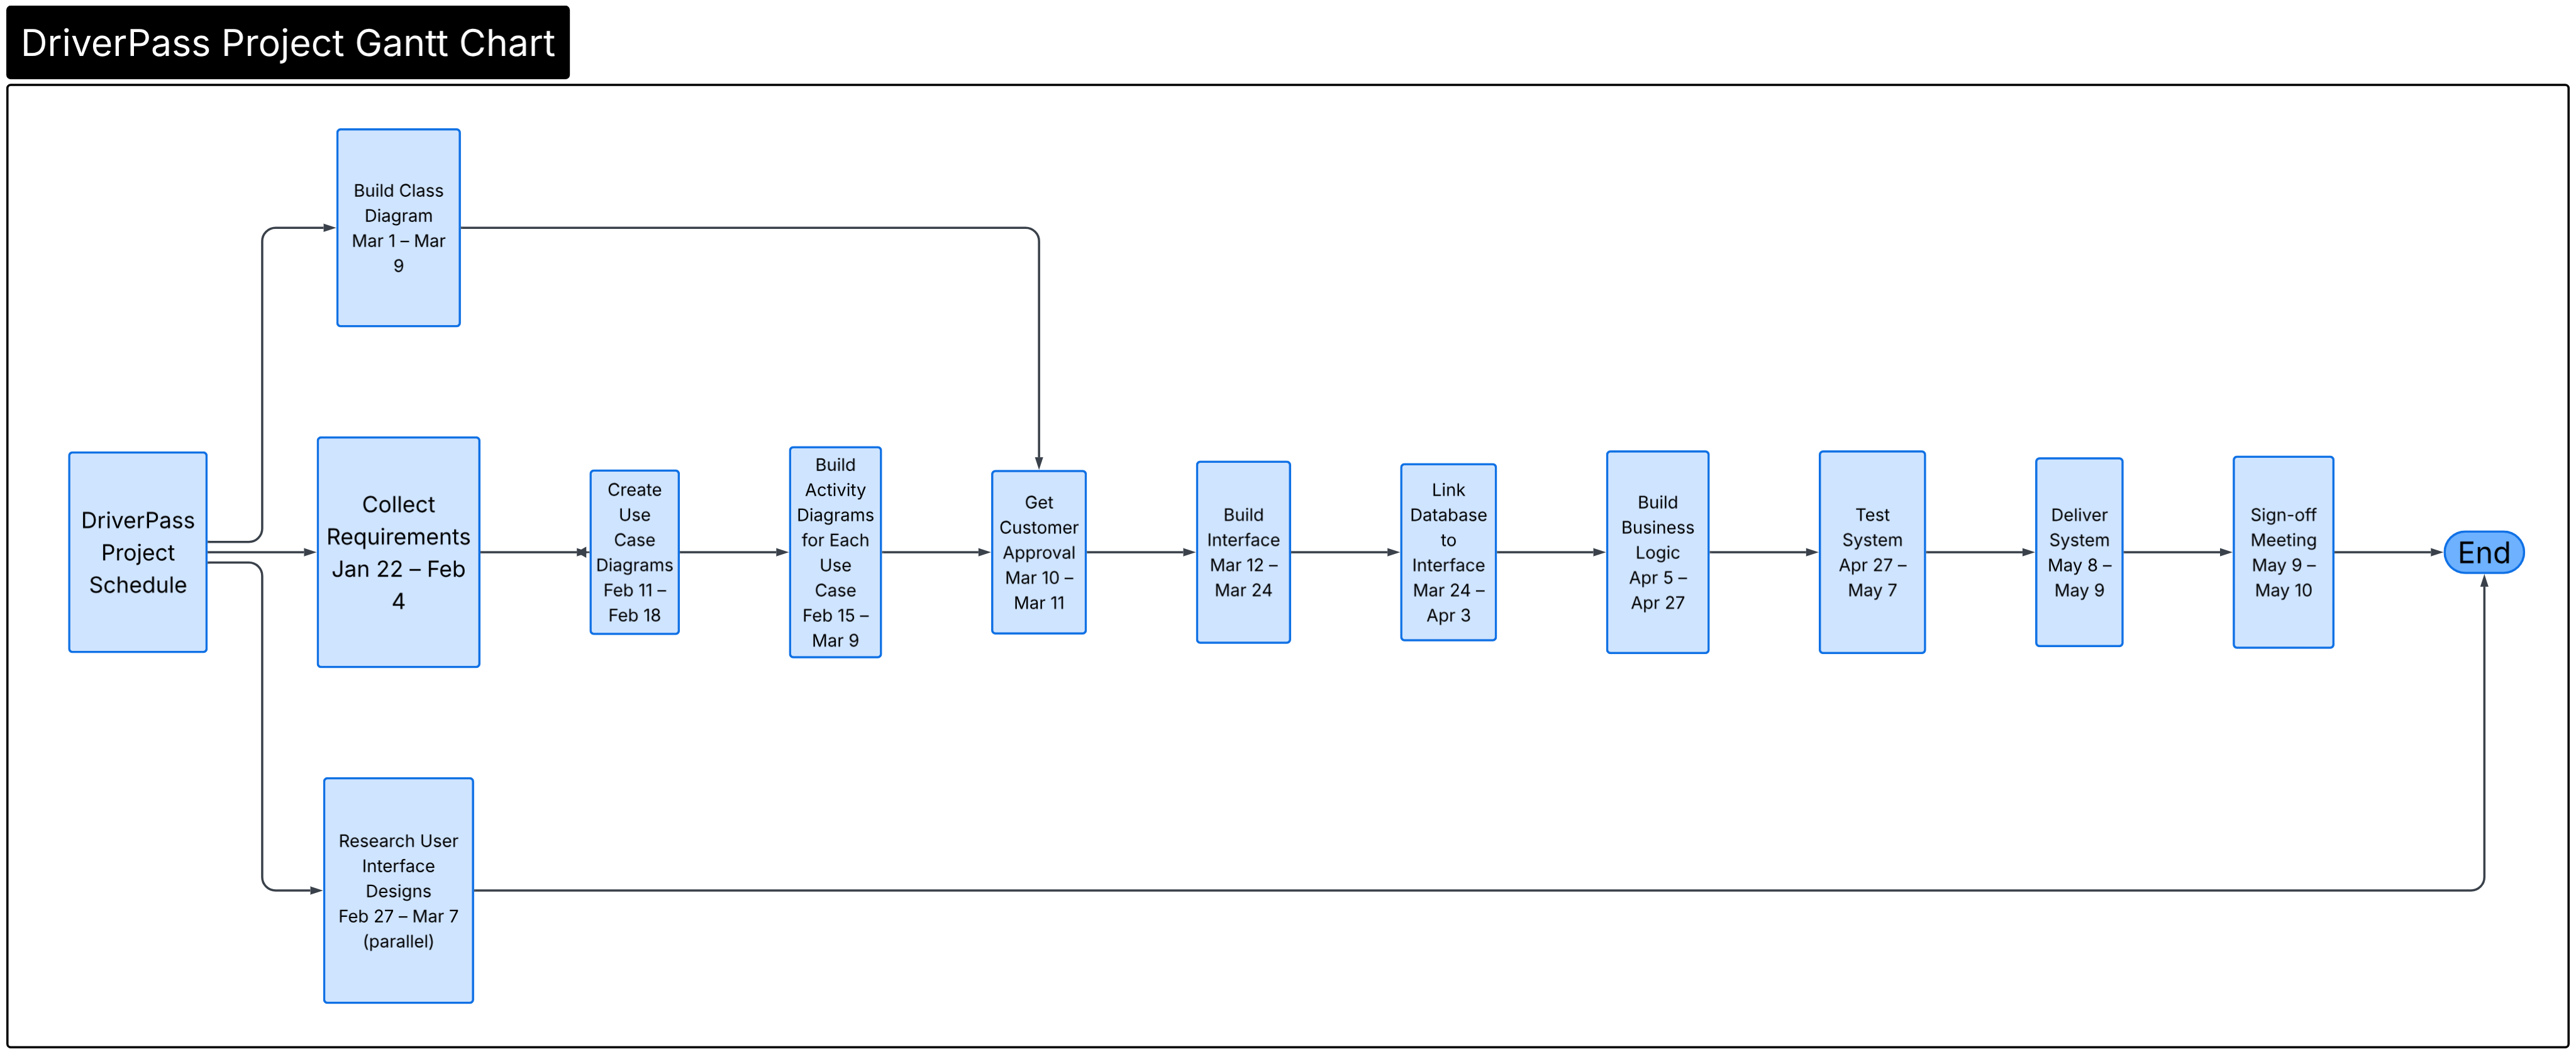 DriverPass Project Gantt Chart
Build Class
Diagram
Mar 1 – Mar
9
DriverPass
Project
Schedule
Collect
Requirements
Jan 22 – Feb
4
Create
Use
Case
Diagrams
Feb 11 –
Feb 18
Build
Activity
Diagrams
for Each
Use
Case
Feb 15 –
Mar 9
Get
Customer
Approval
Mar 10 –
Mar 11
Build
Interface
Mar 12 –
Mar 24
Link
Database
to
Interface
Mar 24 –
Apr 3
Build
Business
Logic
Apr 5 –
Apr 27
Test
System
Apr 27 –
May 7
Deliver
System
May 8 –
May 9
Sign-off
Meeting
May 9 –
May 10
End
Research User
Interface
Designs
Feb 27 – Mar 7
(parallel)